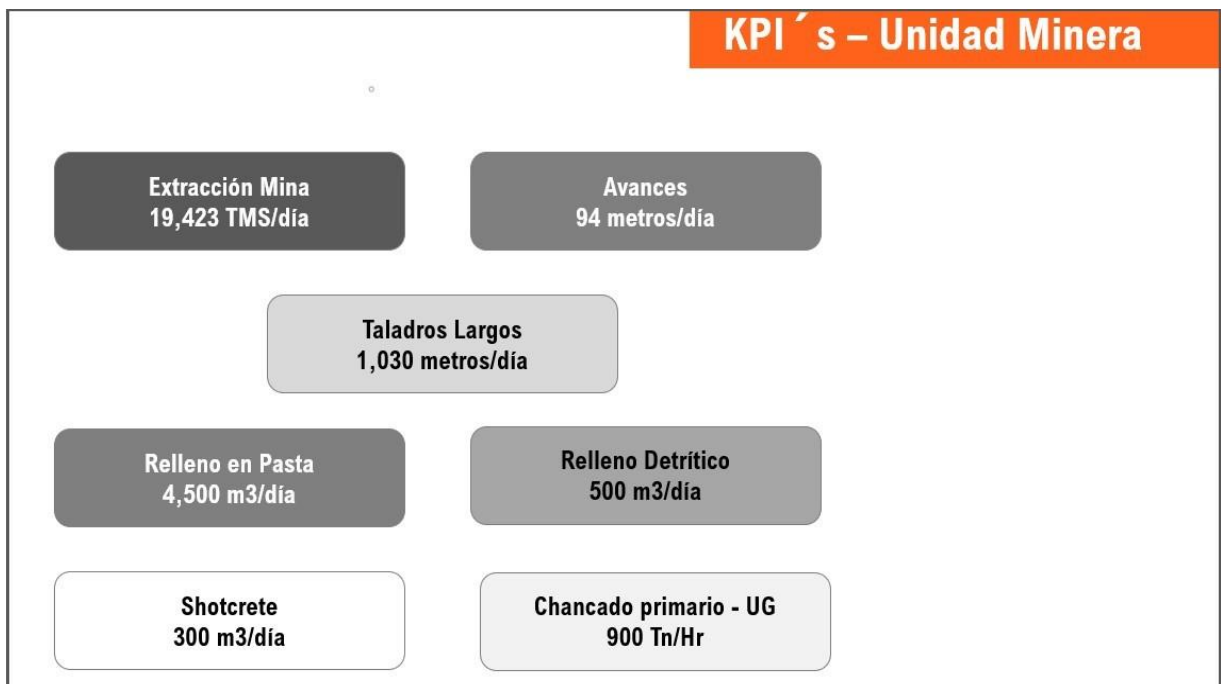 KPI ´ s – Unidad Minera
Extracción Mina
19,423 TMS/día
Avances
94 metros/día
Taladros Largos
1,030 metros/día
Relleno en Pasta
4,500 m3/día
Relleno Detrítico
500 m3/día
Shotcrete
300 m3/día
Chancado primario - UG
900 Tn/Hr